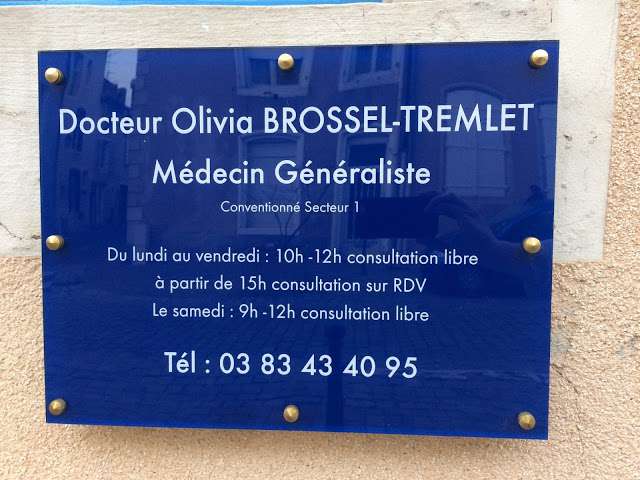 Docteur Olivia BROSSEL-TREMLET
Médecin Généraliste
Conventionné Secteur 1
Du lundi au vendredi : 10h -12h consultation libre
à partir de 15h consultation sur RDV
Le samedi : 9h -12h consultation libre
Tél : 03 83 43 40 95